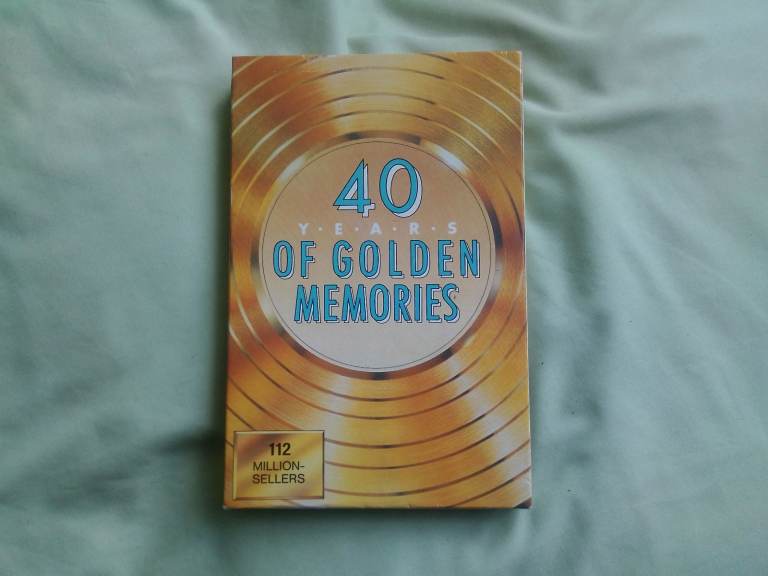 40
Y·E·A·R·S
OF GOLDEN
MEMORIES
112
MILLION-
SELLERS